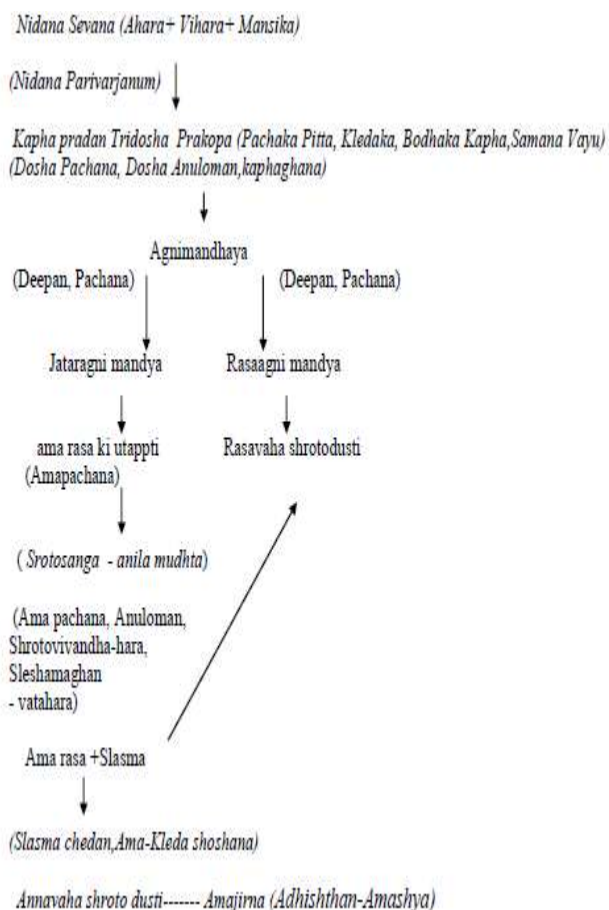 Nidana Sevana (Ahara+ Vihara+ Mansika)
(Nidana Parivarjanum)
Kapha pradan Tridosha Prakopa (Pachaka Pitta, Kledaka, Bodhaka Kapha,Samana Vayu)
(Dosha Pachana, Dosha Anuloman,kaphaghana)
Agnimandhaya
(Deepan, Pachana) (Deepan, Pachana)
Jataragni mandya Rasaagni mandya
ama rasa ki utappti Rasavaha shrotodusti
(Amapachana)
( Srotosanga - anila mudhta)
(Ama pachana, Anuloman,
Shrotovivandha-hara,
Sleshamaghan
- vatahara)
Ama rasa +Slasma
(Slasma chedan,Ama-Kleda shoshana)
Annavaha shroto dusti------- Amajirna (Adhishthan-Amashya)